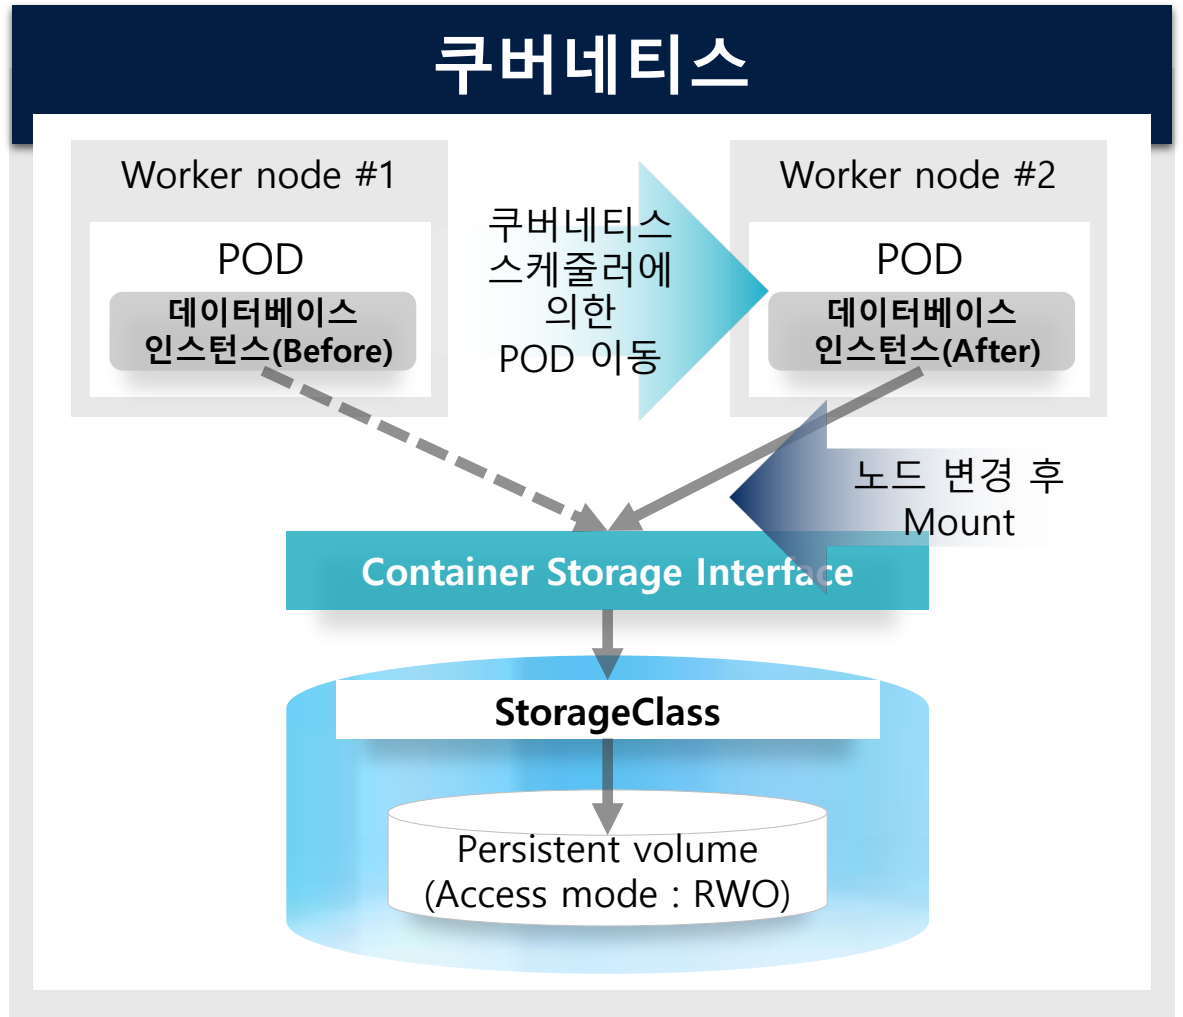 쿠버네티스
Worker node #1
POD
데이터베이스
인스턴스(Before)
쿠버네티스
스케줄러에
의한
POD 이동
Worker node #2
POD
데이터베이스
인스턴스(After)
노드 변경 후
Mount
Container Storage Interface
StorageClass
Persistent volume
(Access mode : RWO)